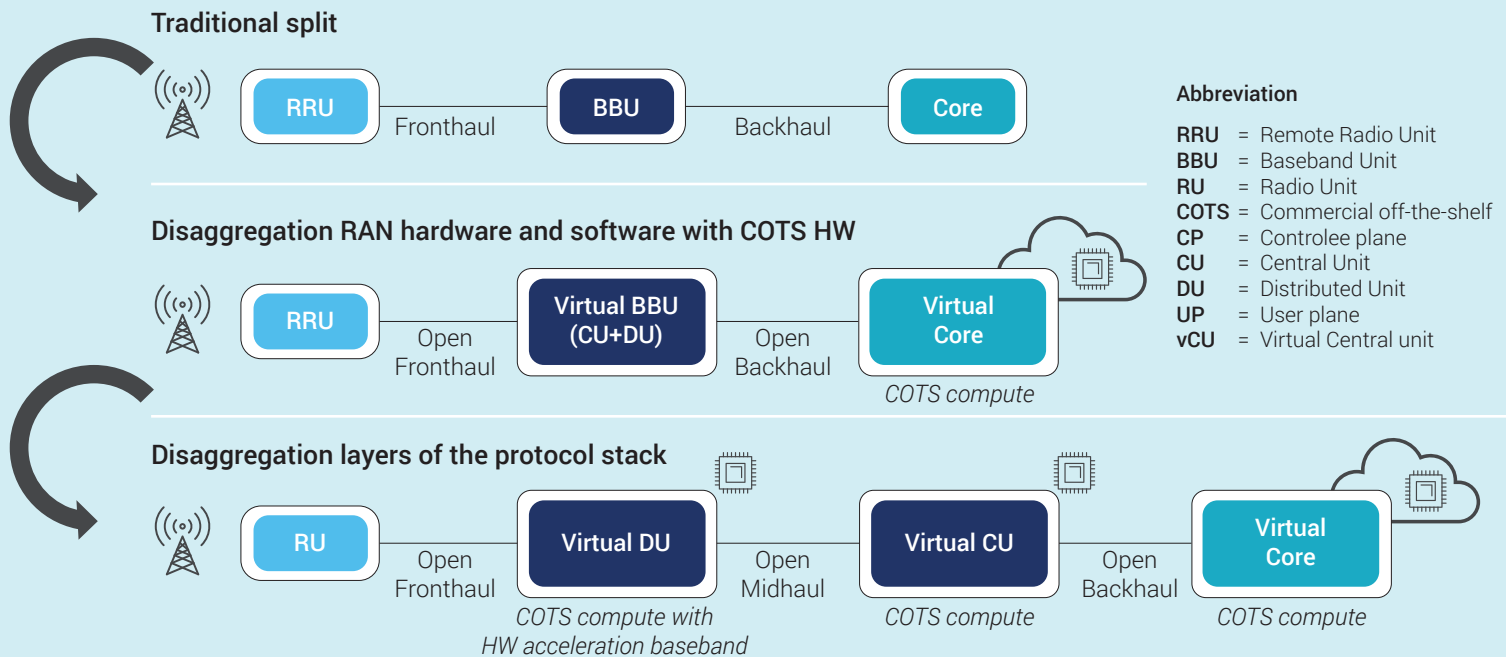 Traditional split
RRU
Fronthaul
BBU
Backhaul
Core
Disaggregation RAN hardware and software with COTS HW
RRU
Open
Fronthaul
Virtual BBU
(CU+DU)
Open
Backhaul
Virtual
Core
COTS compute
Disaggregation layers of the protocol stack
RU
Open
Fronthaul
Virtual DU
COTS compute with
HW acceleration baseband
Open
Midhaul
Virtual CU
COTS compute
Open
Backhaul
Virtual
Core
COTS compute
Abbreviation
RRU = Remote Radio Unit
BBU = Baseband Unit
RU = Radio Unit
COTS = Commercial off-the-shelf
CP = Controlee plane
CU = Central Unit
DU = Distributed Unit
UP = User plane
vCU = Virtual Central unit